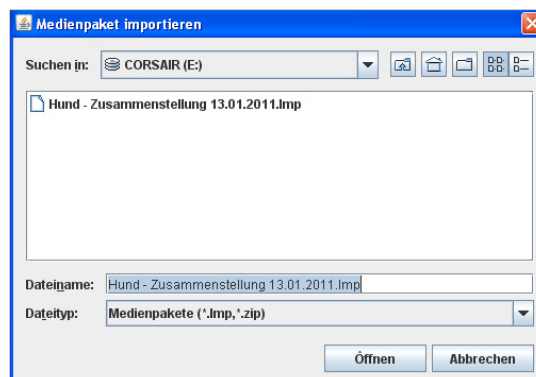 Medienpaket importieren
Suchen in: CORSAIR (E:)
Hund - Zusammenstellung 13.01.2011.lmp
Dateiname: Hund - Zusammenstellung 13.01.2011.lmp
Dateityp: Medienpakete (*.lmp,*.zip)
Öffnen Abbrechen